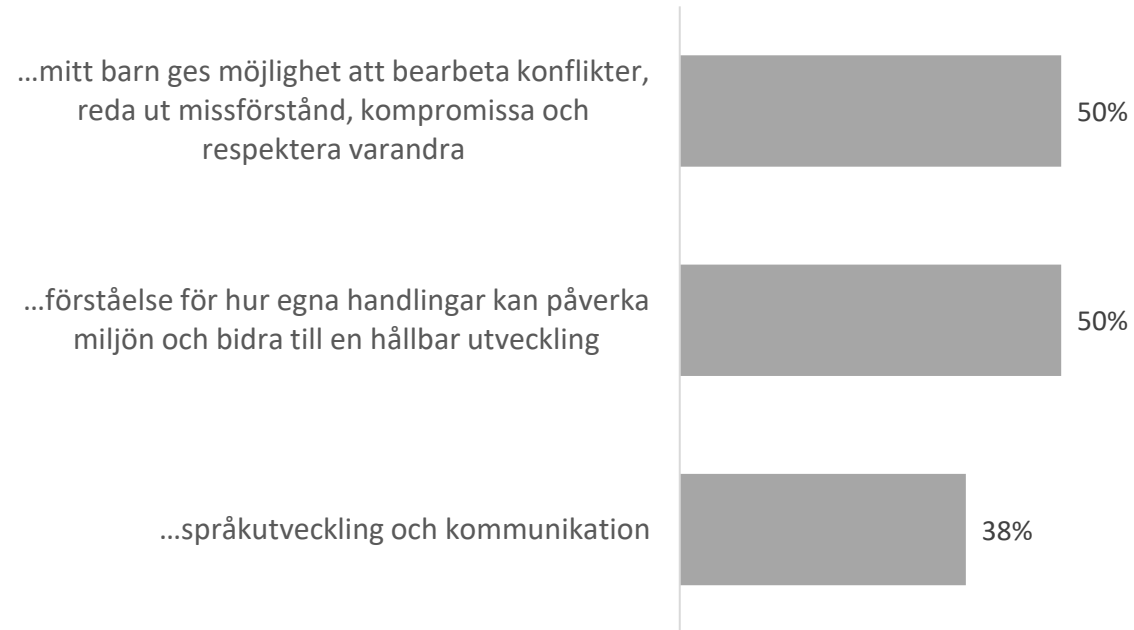 …mitt barn ges möjlighet att bearbeta konflikter,
reda ut missförstånd, kompromissa och
respektera varandra
50%
…förståelse för hur egna handlingar kan påverka
miljön och bidra till en hållbar utveckling
50%
…språkutveckling och kommunikation
38%